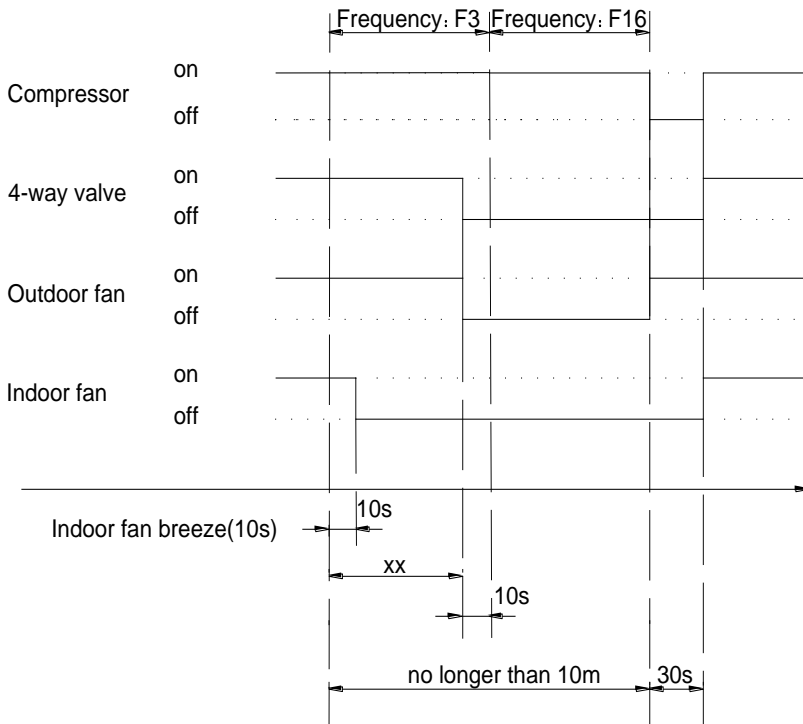 Frequency: F3
Frequency: F16
Compressor
on
off
4-way valve
on
off
Outdoor fan
on
off
Indoor fan
on
off
10s
Indoor fan breeze(10s)
xx
10s
no longer than 10m
30s